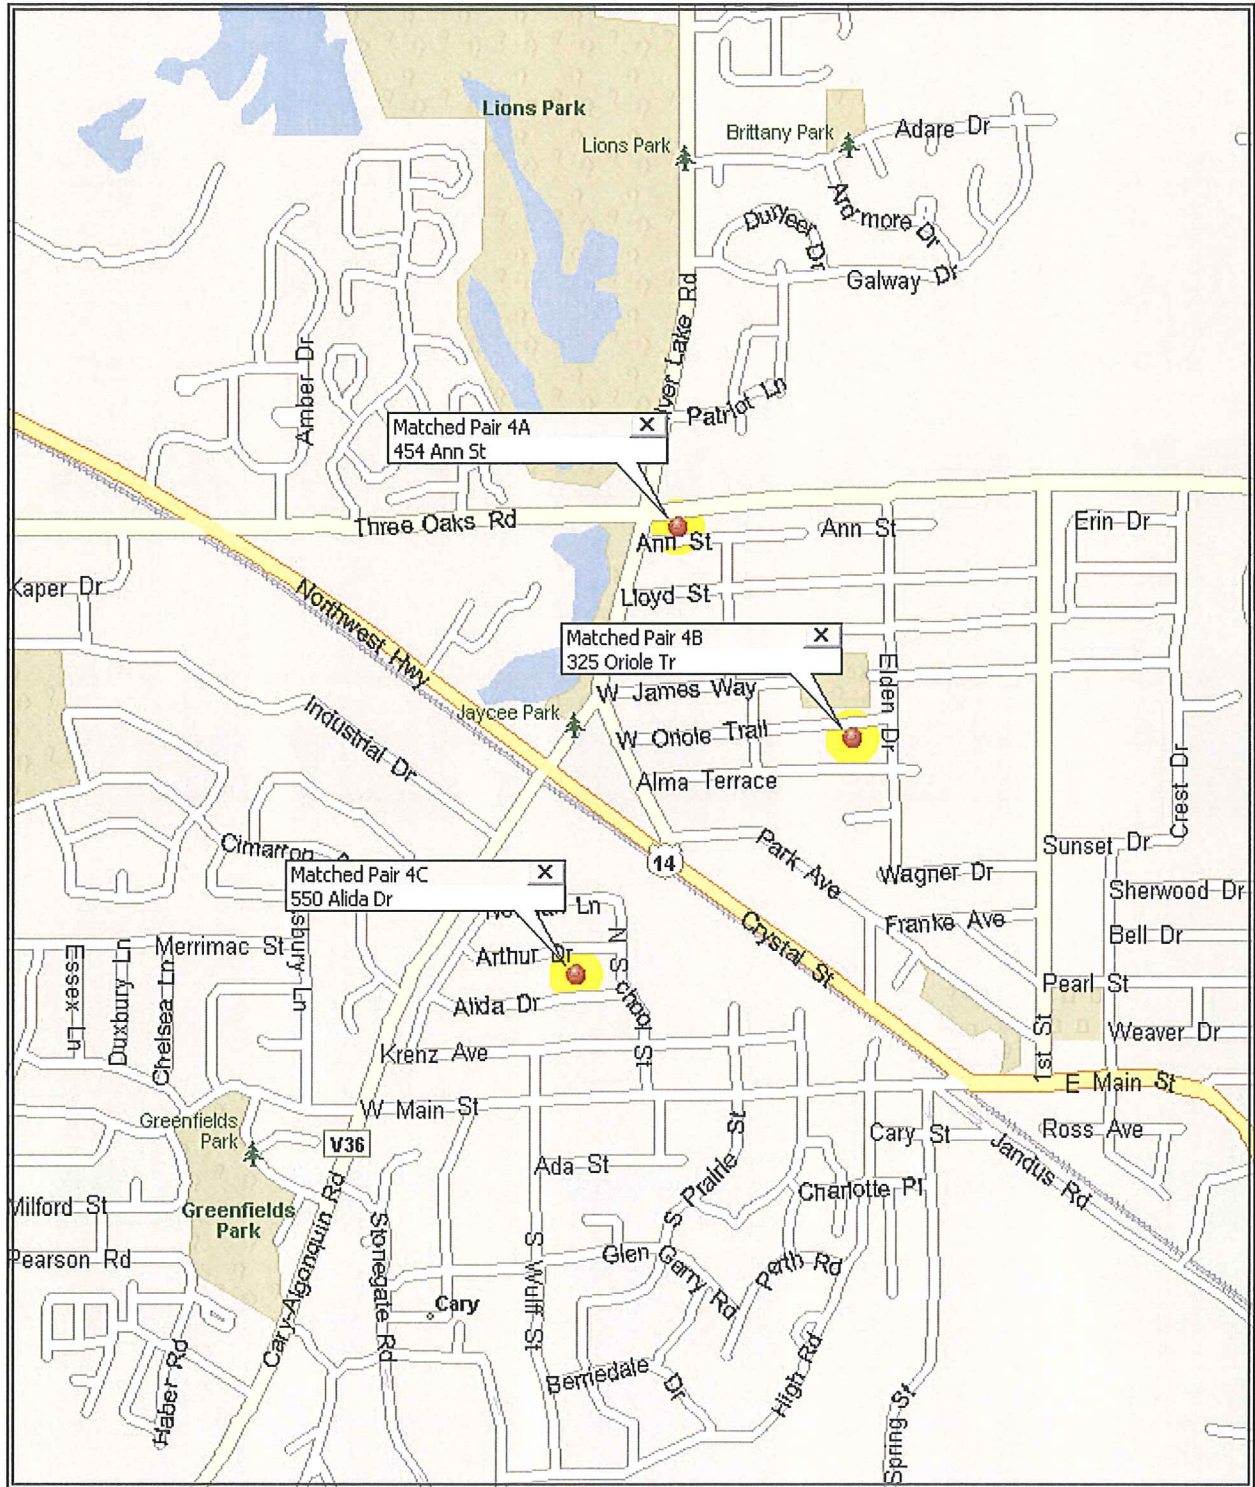 Lions Park
Lions Park
Brittany Park
Adare Dr
Ardmore Dr
Galway Dr
Lake Rd
Patriot Ln
Amber Dr
Matched Pair 4A
454 Ann St
Three Oaks Rd
Ann St
Ann St
Erin Dr
Kaper Dr
Northwest Hwy
Lloyd St
Matched Pair 4B
325 Oriole Tr
Elden Dr
W James Way
Jaycee Park
Industrial Dr
W Oriole Trail
Alma Terrace
Crest Dr
Cimarron
14
Park Ave
Sunset Dr
Wagner Dr
Sherwood Dr
Matched Pair 4C
550 Alida Dr
Ln
Franke Ave
Bell Dr
Crystal St
Merrimac St
Arthur Dr
N School St
Essex Ln
Duxbury Ln
Chelsea Ln
Ln
Alida Dr
Pearl St
Weaver Dr
1st St
Krenz Ave
E Main St
W Main St
Greenfields
Park
V36
Cary St
Ross Ave
Jandus Rd
Ada St
S Prairie St
Charlotte Pl
Milford St
Greenfields
Park
Pearson Rd
Cary-Algonquin Rd
Stonegate Rd
S Wulff St
Glen Gerry Rd
Perth Rd
Cary
Haber Rd
Berriedale Dr
High Rd
Spring St